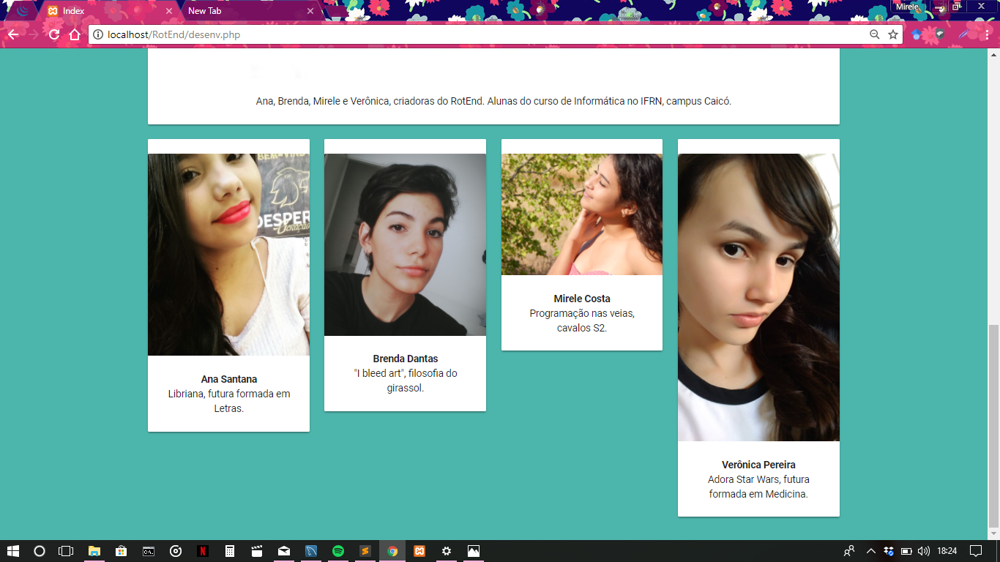 Index
New Tab
Mirele
localhost/RotEnd/desenv.php
Ana, Brenda, Mirele e Verônica, criadoras do RotEnd. Alunas do curso de Informática no IFRN, campus Caicó.
BEM-VIND
DESPER
Coração
Ana Santana
Libriana, futura formada em
Letras.
Brenda Dantas
"I bleed art", filosofia do
girassol.
Mirele Costa
Programação nas veias,
cavalos S2.
Verônica Pereira
Adora Star Wars, futura
formada em Medicina.
18:24